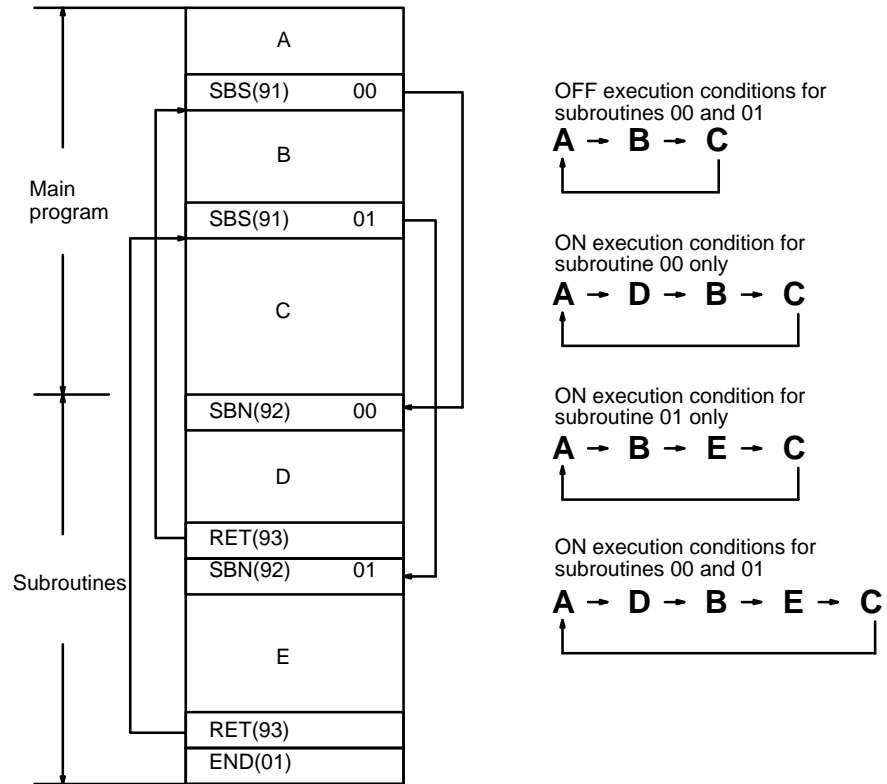 A
SBS(91) 00
B
Main
program
SBS(91) 01
C
SBN(92) 00
D
RET(93)
SBN(92) 01
Subroutines
E
RET(93)
END(01)
OFF execution conditions for
subroutines 00 and 01
A → B → C
ON execution condition for
subroutine 00 only
A → D → B → C
ON execution condition for
subroutine 01 only
A → B → E → C
ON execution conditions for
subroutines 00 and 01
A → D → B → E → C